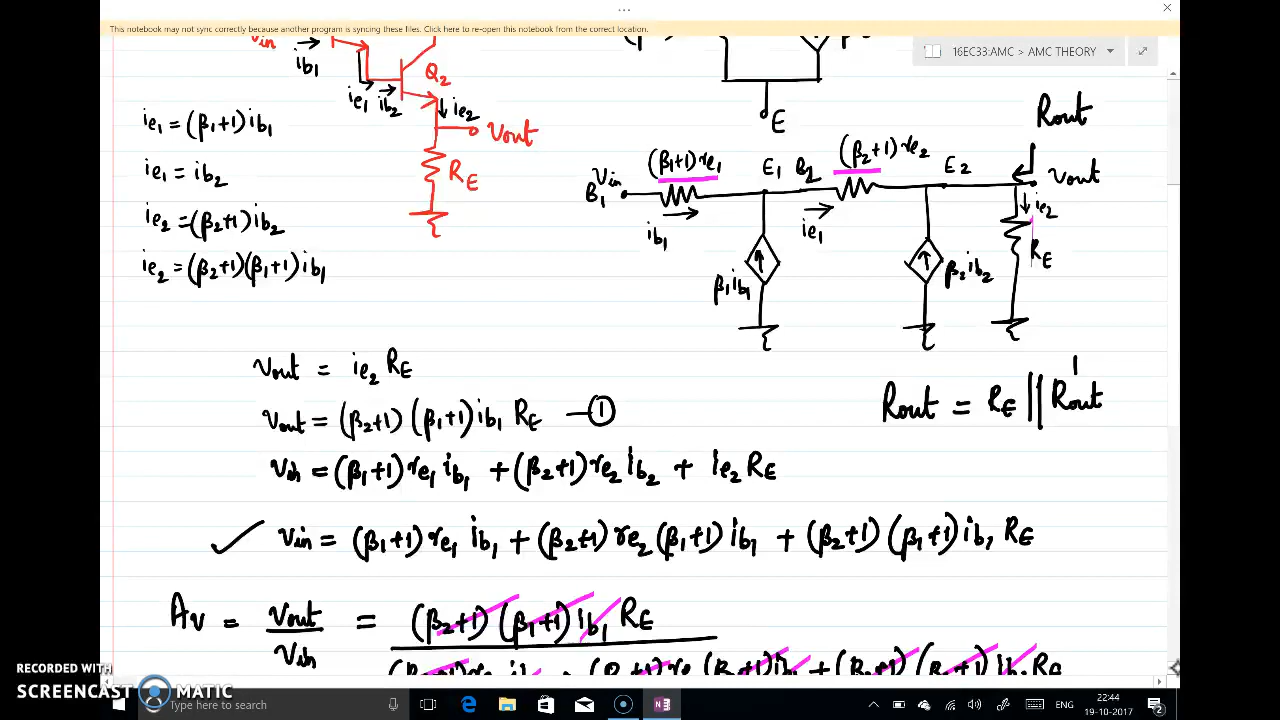 This notebook may not sync correctly because another program is syncing these files. Click here to re-open this notebook from the correct location.
16EC33:AMC > AMC THEORY
Vin
ib1
Q2
ie1 ib2
ie2
Vout
RE
ie1 = (β1+1)ib1
ie1 = ib2
ie2 = (β2+1)ib2
ie2 = (β2+1)(β1+1)ib1
E
Rout
(β1+1)re1
(β2+1)re2
B1 Vin
E1 B2
E2
Vout
ib1
ie1
ie2
β1ib1
β2ib2
RE
Vout = ie2 RE
Vout = (β2+1)(β1+1)ib1 RE —①
Vin = (β1+1)re1 ib1 + (β2+1)re2 ib2 + ie2 RE
Rout = RE || R'out
✓ Vin = (β1+1)re1 ib1 + (β2+1)re2(β1+1)ib1 + (β2+1)(β1+1)ib1 RE
Av = Vout/Vin = (β2+1)(β1+1)ib1 RE
RECORDED WITH
SCREENCAST MATIC
Type here to search
ENG
22:44
19-10-2017
2